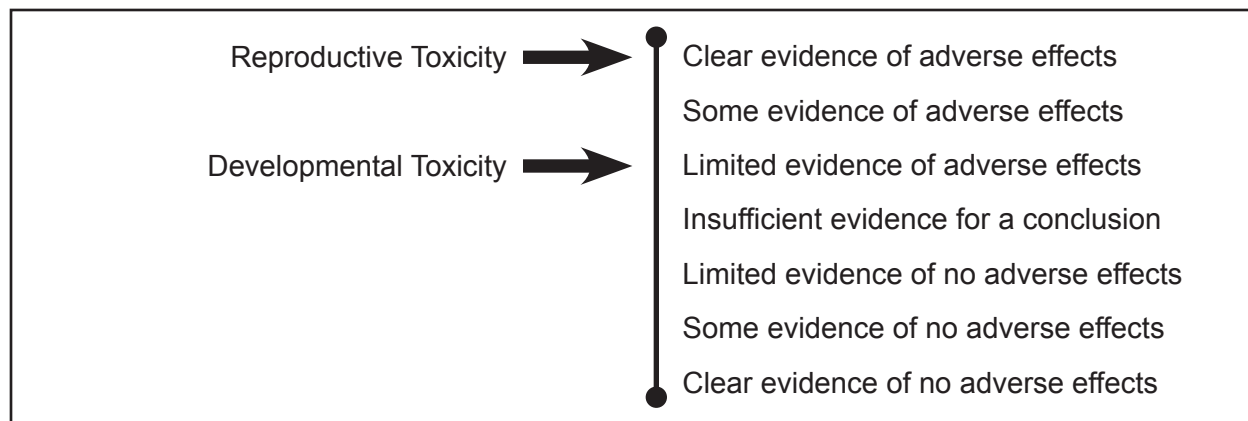 Reproductive Toxicity Clear evidence of adverse effects
Some evidence of adverse effects
Developmental Toxicity Limited evidence of adverse effects
Insufficient evidence for a conclusion
Limited evidence of no adverse effects
Some evidence of no adverse effects
Clear evidence of no adverse effects